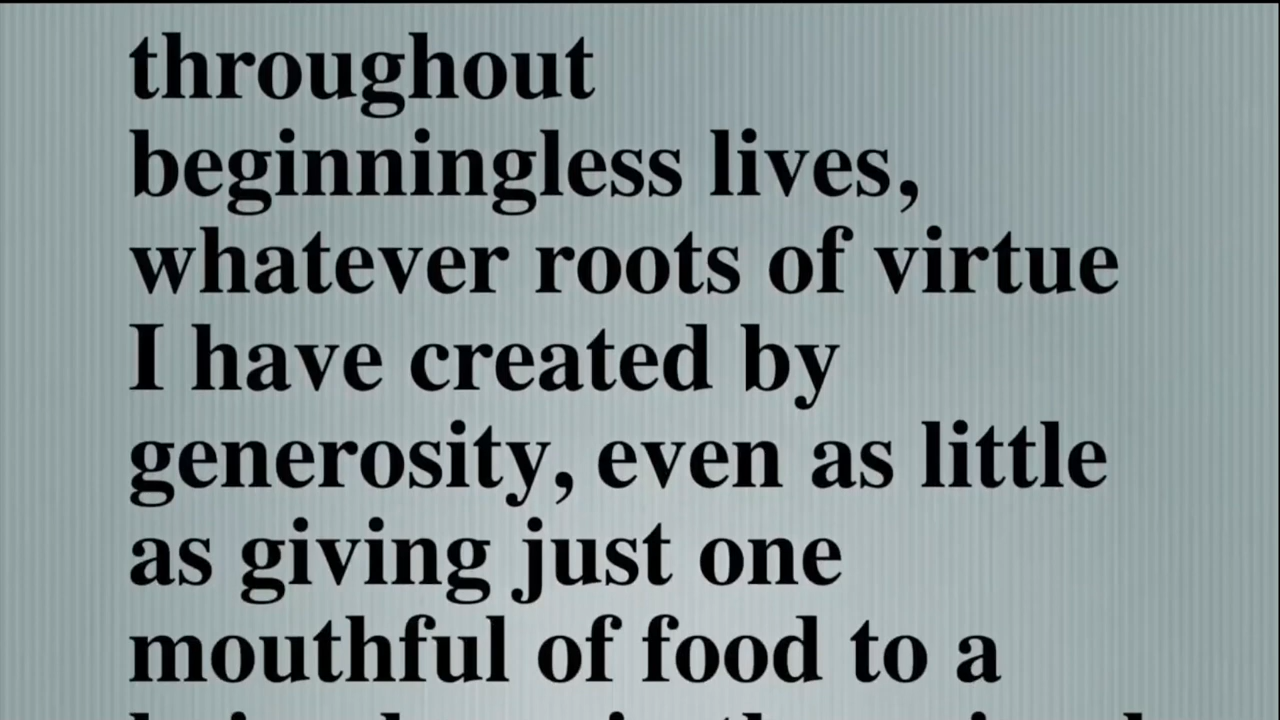 throughout
beginningless lives,
whatever roots of virtue
I have created by
generosity, even as little
as giving just one
mouthful of food to a